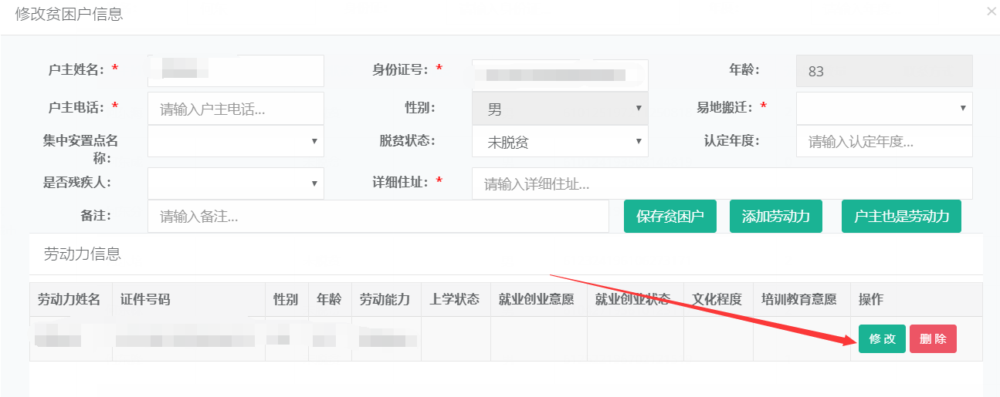 修改贫困户信息 ×
户主姓名： * 身份证号： * 年龄： 83
户主电话： * 请输入户主电话... 性别： 男 易地搬迁： *
集中安置点名称： 脱贫状态： 未脱贫 认定年度： 请输入认定年度...
是否残疾人： 详细住址： * 请输入详细住址...
备注： 请输入备注... 保存贫困户 添加劳动力 户主也是劳动力
劳动力信息
劳动力姓名 证件号码 性别 年龄 劳动能力 上学状态 就业创业意愿 就业创业状态 文化程度 培训教育意愿 操作
修改 删除